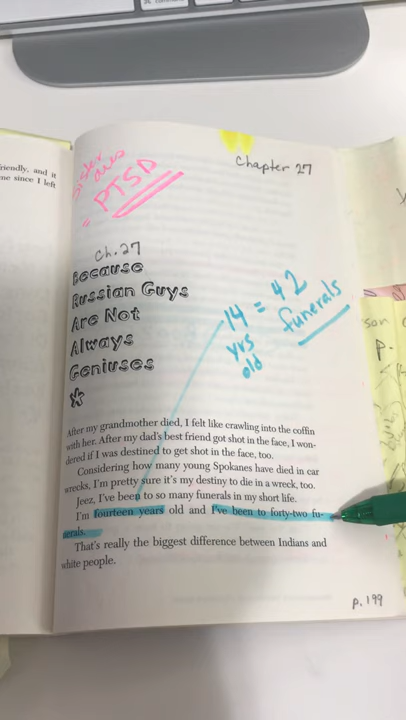 riendly, and it
me since I left
Chapter 27
Sister
dies
= PTSD
Ch. 27
Because
Russian Guys
Are Not
Always
Geniuses
*
14 = 42
yrs funerals
old
After my grandmother died, I felt like crawling into the coffin
with her. After my dad's best friend got shot in the face, I won-
dered if I was destined to get shot in the face, too.
Considering how many young Spokanes have died in car
wrecks, I'm pretty sure it's my destiny to die in a wreck, too.
Jeez, I've been to so many funerals in my short life.
I'm fourteen years old and I've been to forty-two fu-
nerals.
That's really the biggest difference between Indians and
white people.
p. 199
son
p.